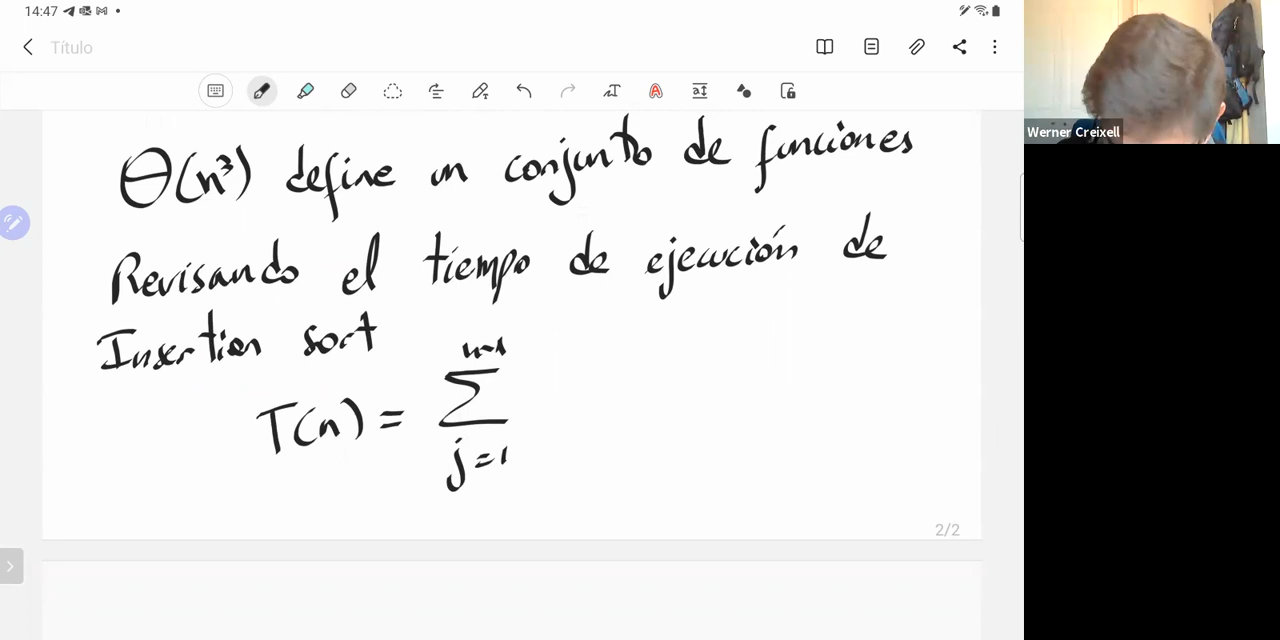 14:47
Título
Θ(n³) define un conjunto de funciones
Revisando el tiempo de ejecución de
Insertion sort
n-1
T(n) = Σ
j=1
2/2
Werner Creixell